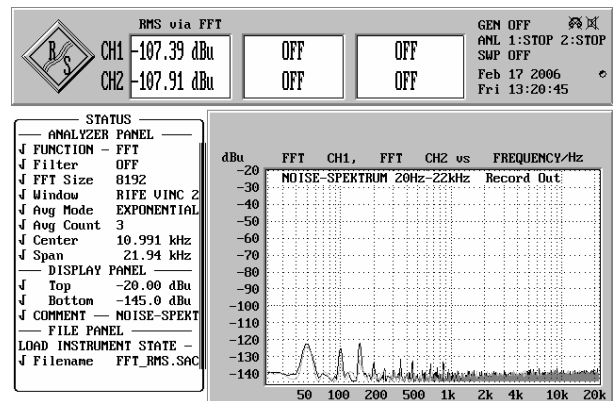 RMS via FFT
R S
CH1 -107.39 dBu OFF OFF
CH2 -107.91 dBu OFF OFF
GEN OFF
ANL 1:STOP 2:STOP
SWP OFF
Feb 17 2006
Fri 13:20:45
STATUS
ANALYZER PANEL
FUNCTION - FFT
Filter OFF
FFT Size 8192
Window RIFE VINC 2
Avg Mode EXPONENTIAL
Avg Count 3
Center 10.991 kHz
Span 21.94 kHz
DISPLAY PANEL
Top -20.00 dBu
Bottom -145.0 dBu
COMMENT - NOISE-SPEKT
FILE PANEL
LOAD INSTRUMENT STATE -
Filename FFT_RMS.SAC
dBu FFT CH1, FFT CH2 vs FREQUENCY/Hz
NOISE-SPEKTRUM 20Hz-22kHz Record Out
-20
-30
-40
-50
-60
-70
-80
-90
-100
-110
-120
-130
-140
50 100 200 500 1k 2k 4k 10k 20k